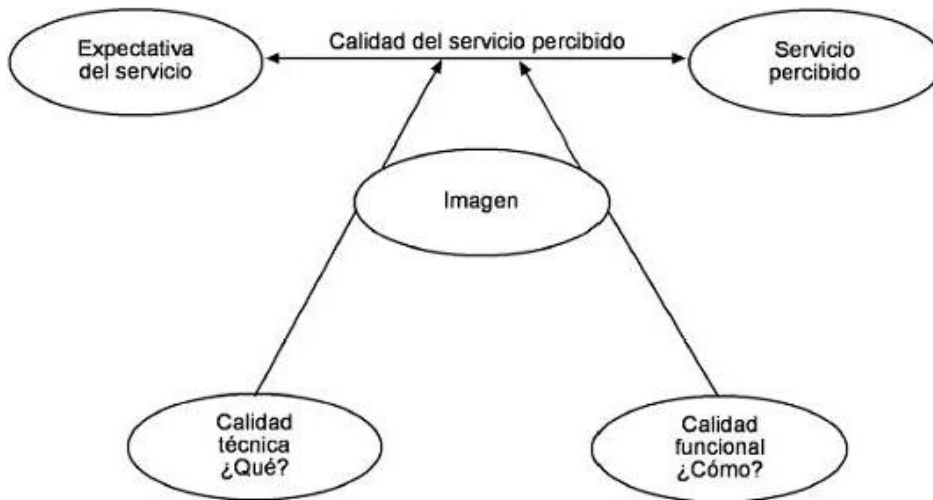 Expectativa
del servicio
Calidad del servicio percibido
Servicio
percibido
Imagen
Calidad
técnica
¿Qué?
Calidad
funcional
¿Cómo?